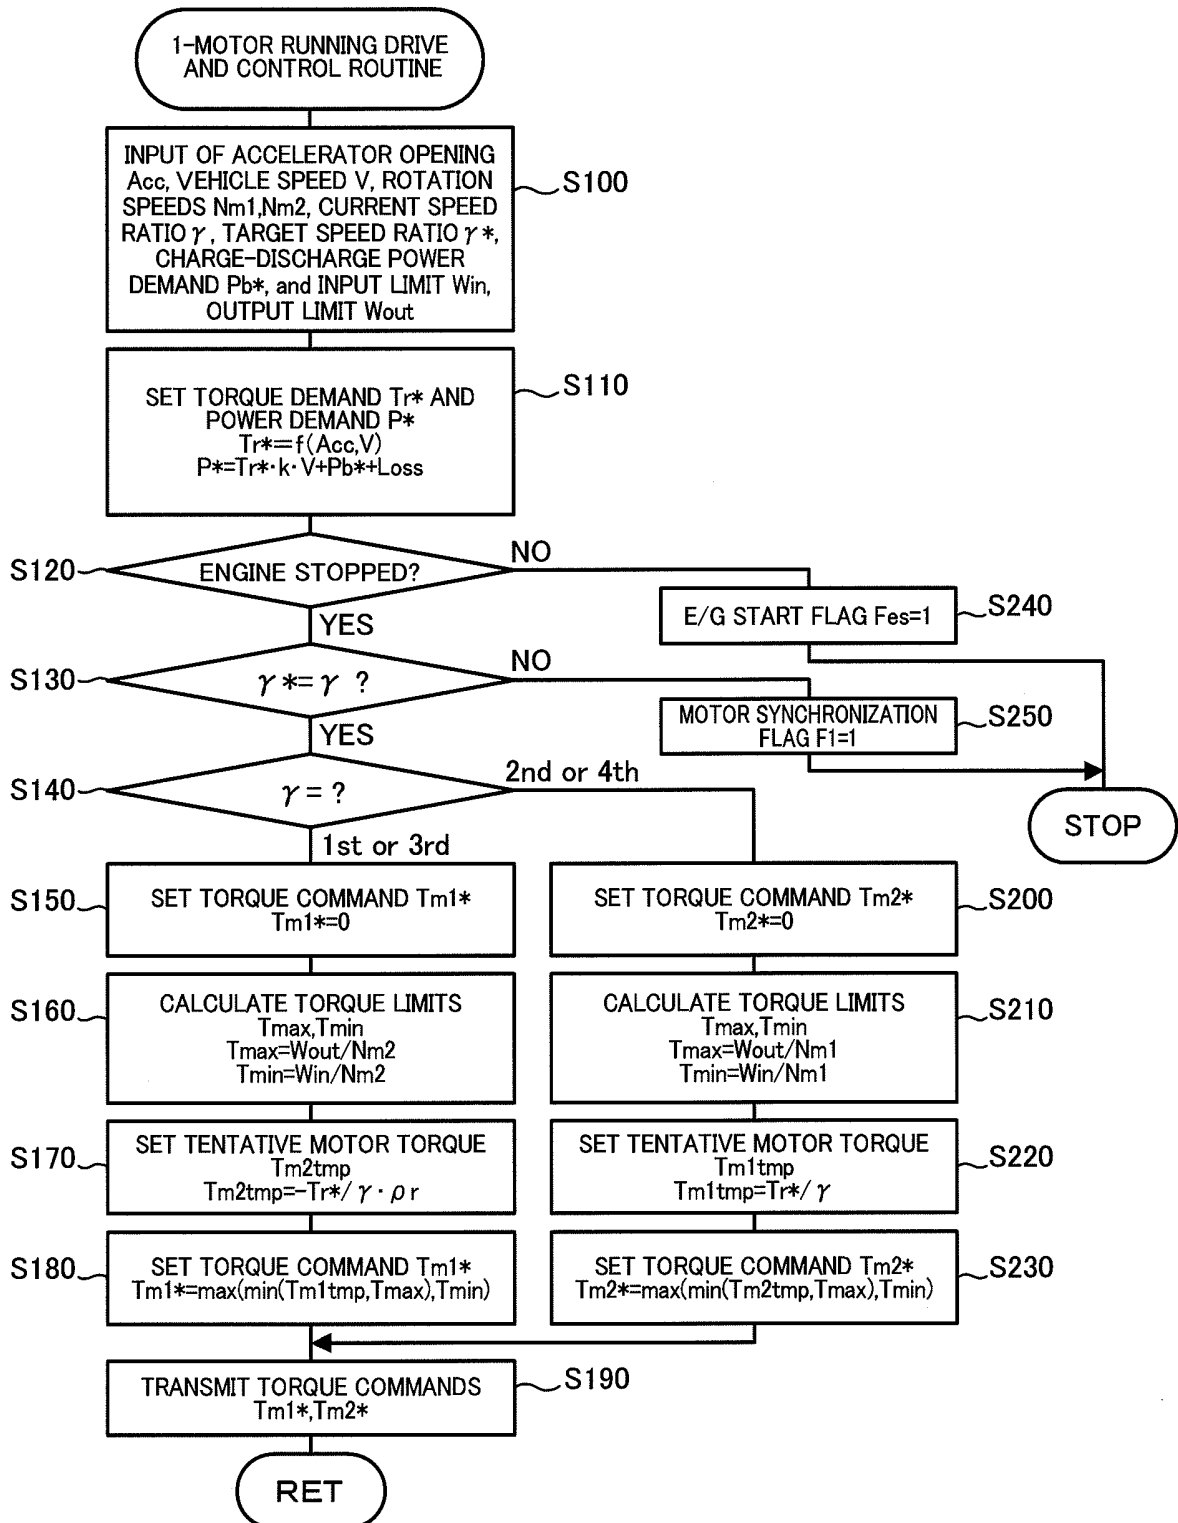 1-MOTOR RUNNING DRIVE
AND CONTROL ROUTINE
INPUT OF ACCELERATOR OPENING
Acc, VEHICLE SPEED V, ROTATION
SPEEDS Nm1,Nm2, CURRENT SPEED
RATIO γ, TARGET SPEED RATIO γ*,
CHARGE-DISCHARGE POWER
DEMAND Pb*, and INPUT LIMIT Win,
OUTPUT LIMIT Wout
S100
SET TORQUE DEMAND Tr* AND
POWER DEMAND P*
Tr*=f(Acc,V)
P*=Tr*·k·V+Pb*+Loss
S110
S120
ENGINE STOPPED?
NO
YES
E/G START FLAG Fes=1
S240
S130
γ*=γ ?
NO
YES
MOTOR SYNCHRONIZATION
FLAG F1=1
S250
S140
γ=?
2nd or 4th
1st or 3rd
STOP
S150
SET TORQUE COMMAND Tm1*
Tm1*=0
SET TORQUE COMMAND Tm2*
Tm2*=0
S200
S160
CALCULATE TORQUE LIMITS
Tmax,Tmin
Tmax=Wout/Nm2
Tmin=Win/Nm2
CALCULATE TORQUE LIMITS
Tmax,Tmin
Tmax=Wout/Nm1
Tmin=Win/Nm1
S210
S170
SET TENTATIVE MOTOR TORQUE
Tm2tmp
Tm2tmp=-Tr*/γ·ρr
SET TENTATIVE MOTOR TORQUE
Tm1tmp
Tm1tmp=Tr*/γ
S220
S180
SET TORQUE COMMAND Tm1*
Tm1*=max(min(Tm1tmp,Tmax),Tmin)
SET TORQUE COMMAND Tm2*
Tm2*=max(min(Tm2tmp,Tmax),Tmin)
S230
TRANSMIT TORQUE COMMANDS
Tm1*,Tm2*
S190
RET